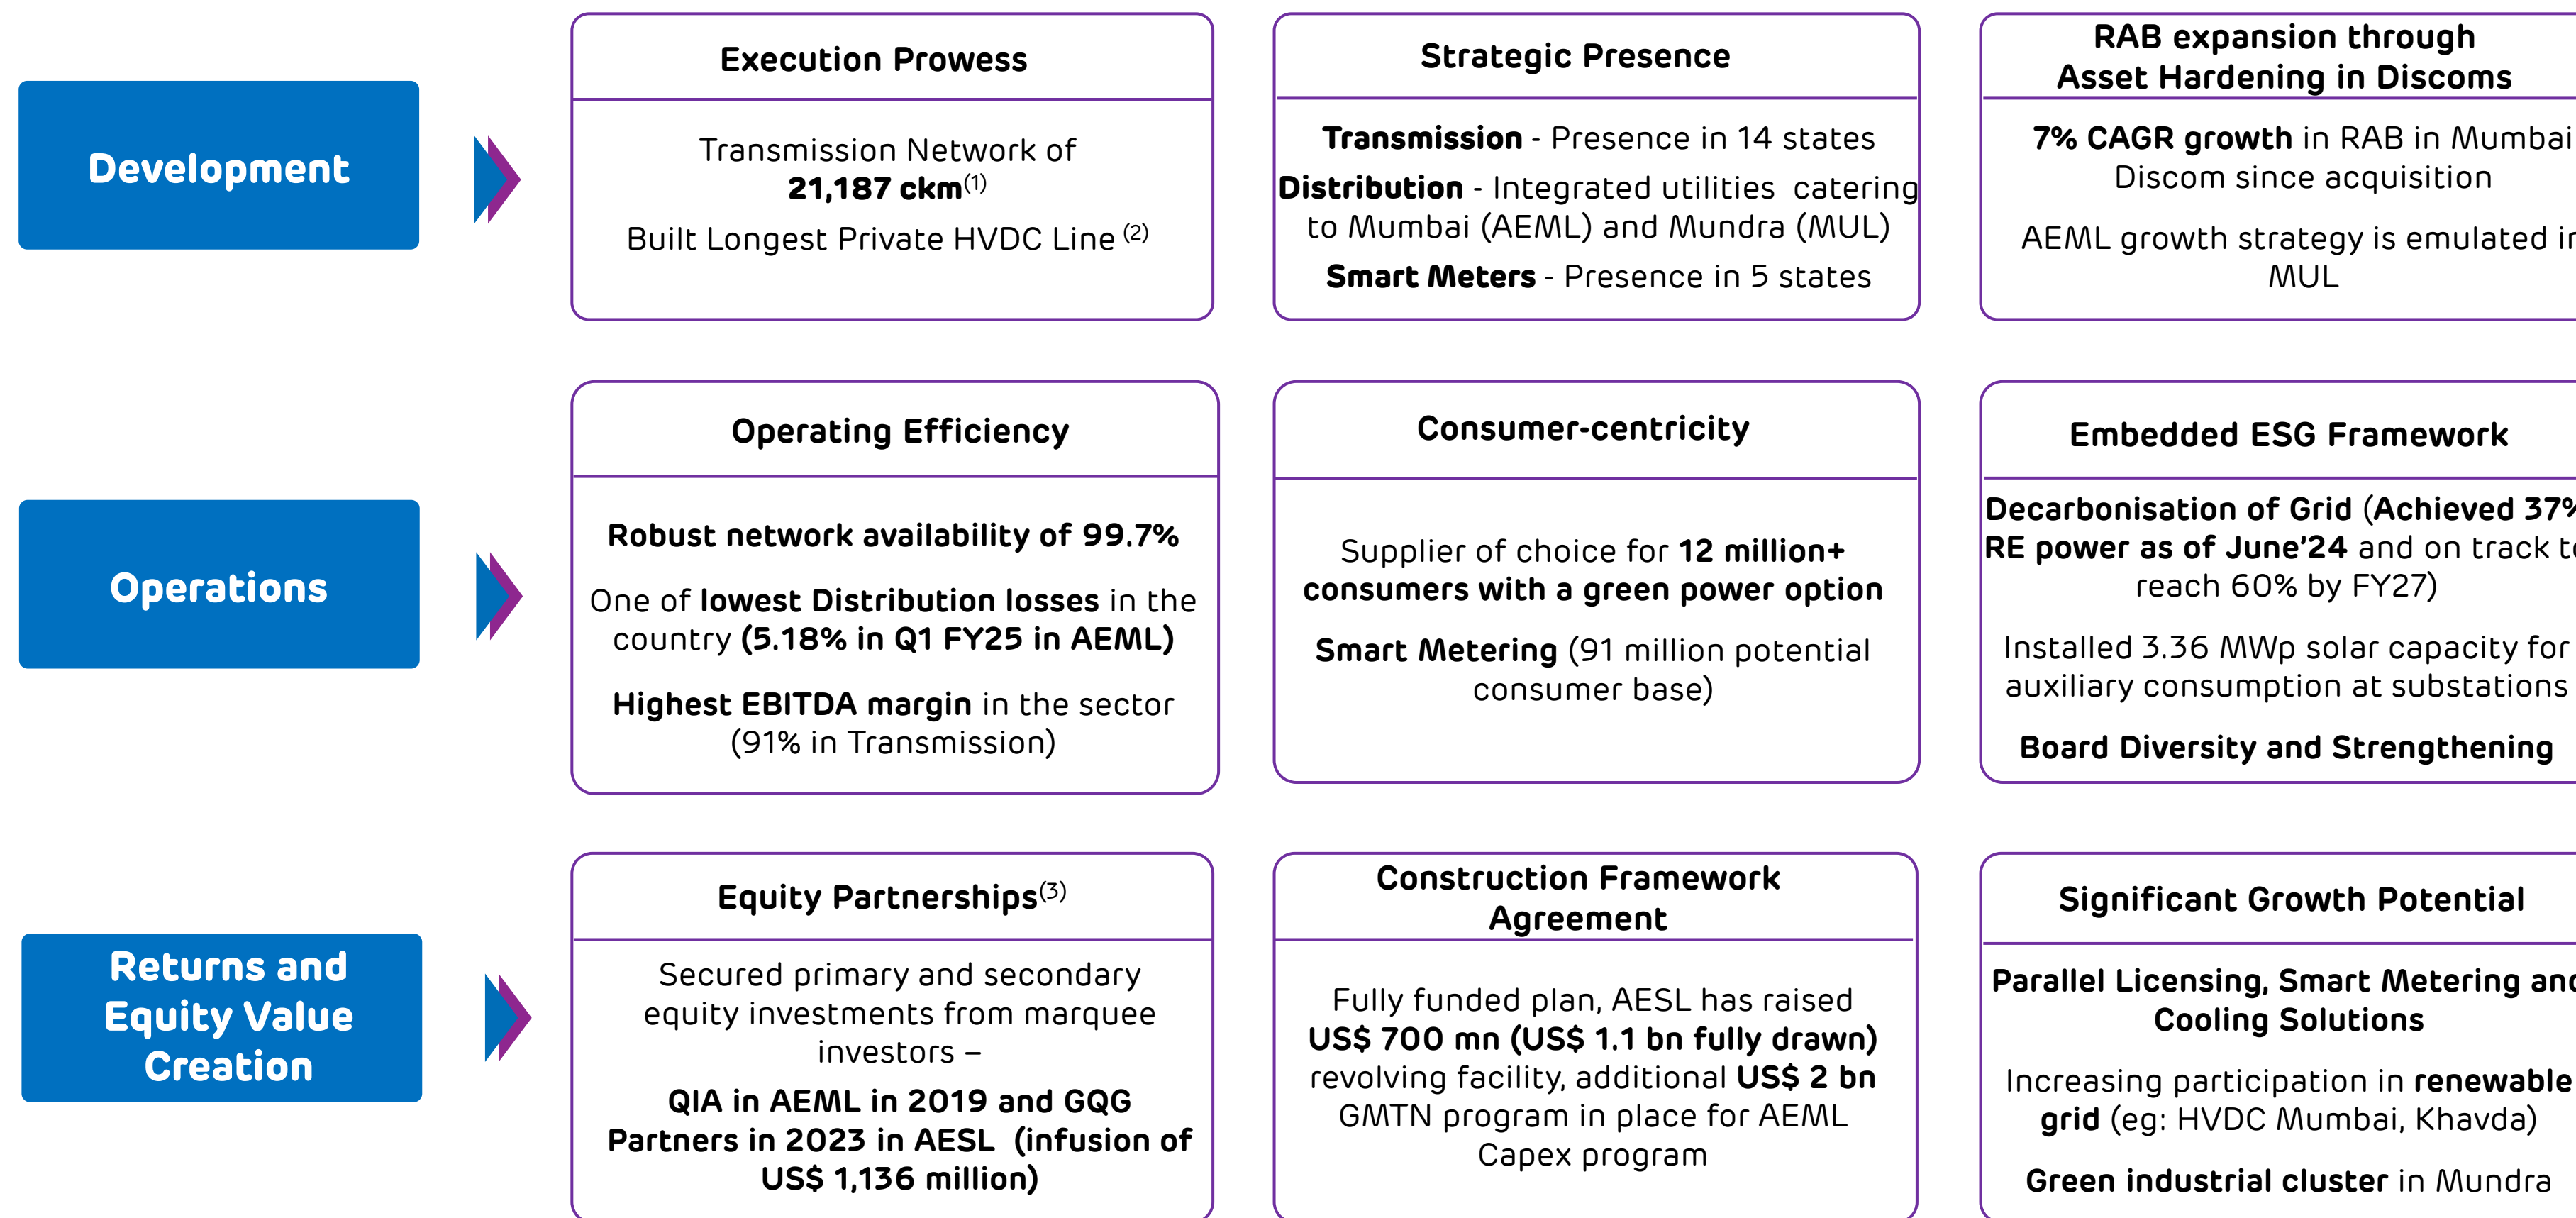 Development
Execution Prowess
Transmission Network of
21,187 ckm(1)
Built Longest Private HVDC Line (2)
Strategic Presence
Transmission - Presence in 14 states
Distribution - Integrated utilities catering
to Mumbai (AEML) and Mundra (MUL)
Smart Meters - Presence in 5 states
RAB expansion through
Asset Hardening in Discoms
7% CAGR growth in RAB in Mumbai
Discom since acquisition
AEML growth strategy is emulated
MUL
Operations
Operating Efficiency
Robust network availability of 99.7%
One of lowest Distribution losses in the
country (5.18% in Q1 FY25 in AEML)
Highest EBITDA margin in the sector
(91% in Transmission)
Consumer-centricity
Supplier of choice for 12 million+
consumers with a green power option
Smart Metering (91 million potential
consumer base)
Embedded ESG Framework
Decarbonisation of Grid (Achieved 37%
RE power as of June'24 and on track
reach 60% by FY27)
Installed 3.36 MWp solar capacity for
auxiliary consumption at substations
Board Diversity and Strengthening
Returns and
Equity Value
Creation
Equity Partnerships(3)
Secured primary and secondary
equity investments from marquee
investors –
QIA in AEML in 2019 and GQG
Partners in 2023 in AESL (infusion of
US$ 1,136 million)
Construction Framework
Agreement
Fully funded plan, AESL has raised
US$ 700 mn (US$ 1.1 bn fully drawn)
revolving facility, additional US$ 2 bn
GMTN program in place for AEML
Capex program
Significant Growth Potential
Parallel Licensing, Smart Metering
Cooling Solutions
Increasing participation in renewable
grid (eg: HVDC Mumbai, Khavda)
Green industrial cluster in Mundra